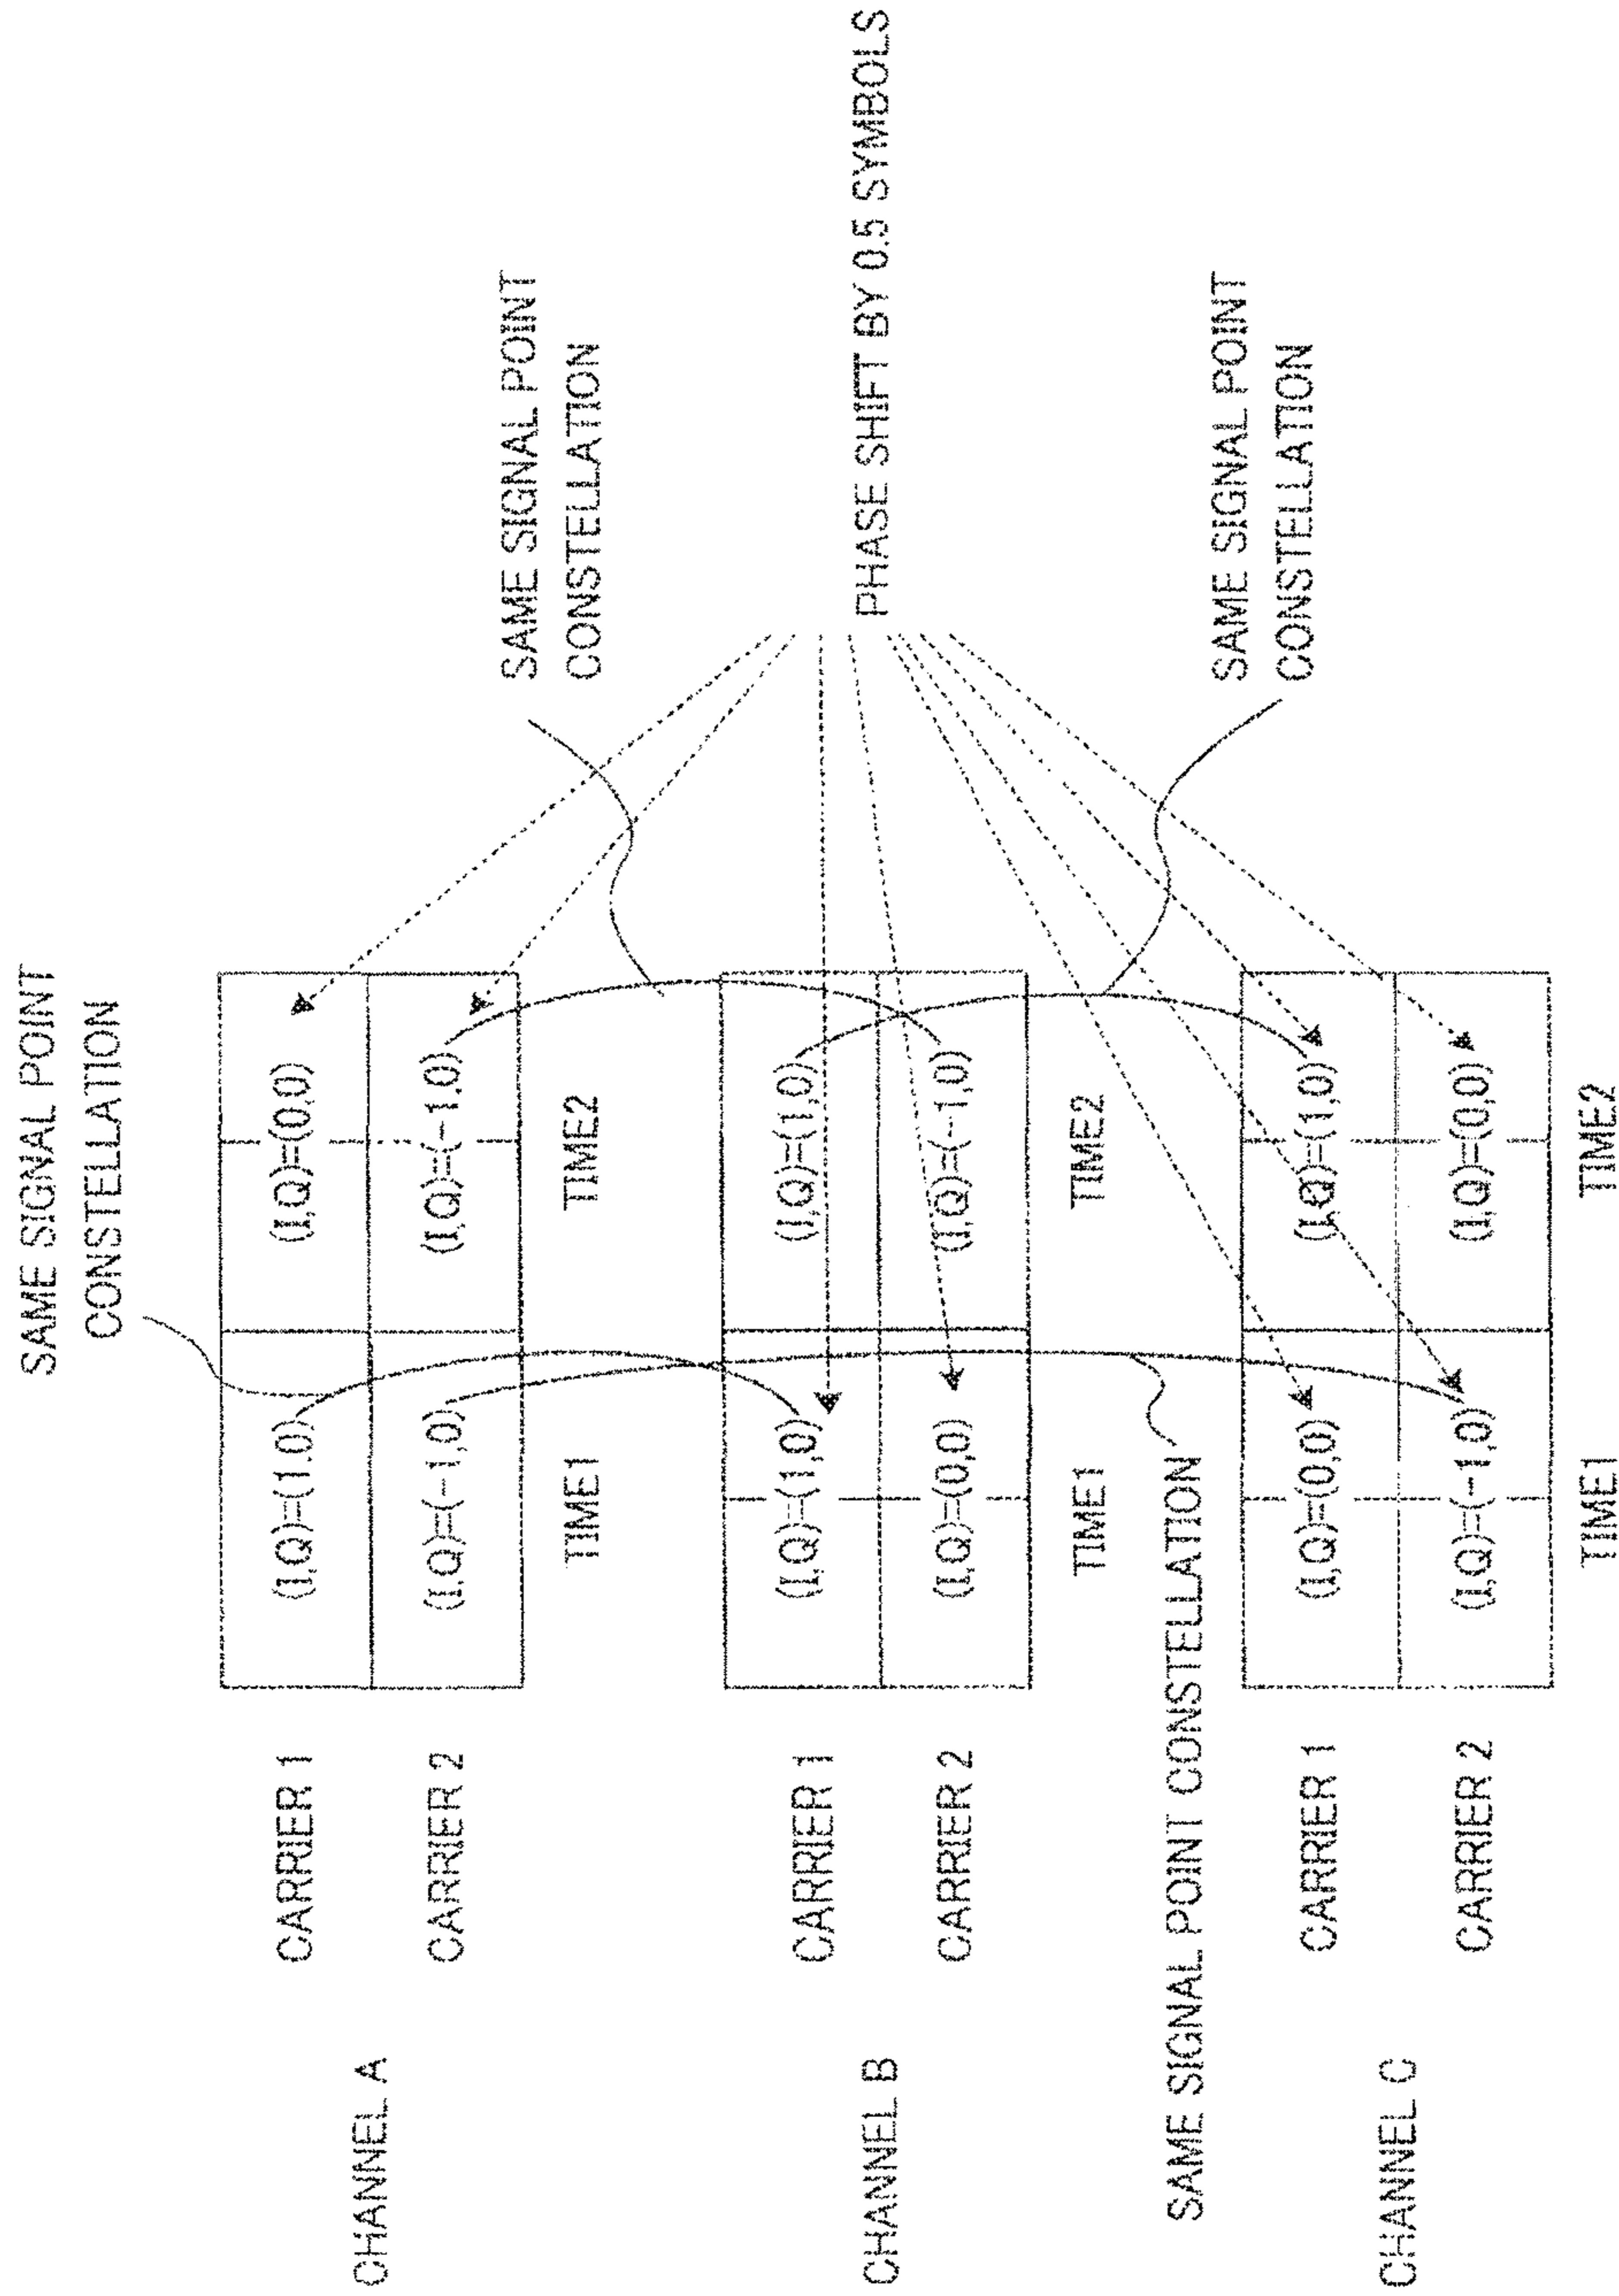 SAME SIGNAL POINT
CONSTELLATION
CHANNEL A
CARRIER 1
(I,Q)=(1.0)
(I,Q)=(0,0)
CARRIER 2
(I,Q)=(-1,0)
(I,Q)=(-1,0)
TIME1
TIME2
SAME SIGNAL POINT
CONSTELLATION
CHANNEL B
CARRIER 1
(I,Q)=(1,0)
(I,Q)=(1,0)
CARRIER 2
(I,Q)=(0,0)
(I,Q)=(-1,0)
TIME1
TIME2
PHASE SHIFT BY 0.5 SYMBOLS
SAME SIGNAL POINT CONSTELLATION
SAME SIGNAL POINT
CONSTELLATION
CHANNEL C
CARRIER 1
(I,Q)=(0,0)
(I,Q)=(1,0)
CARRIER 2
(I,Q)=(-1,0)
(I,Q)=(0,0)
TIME1
TIME2